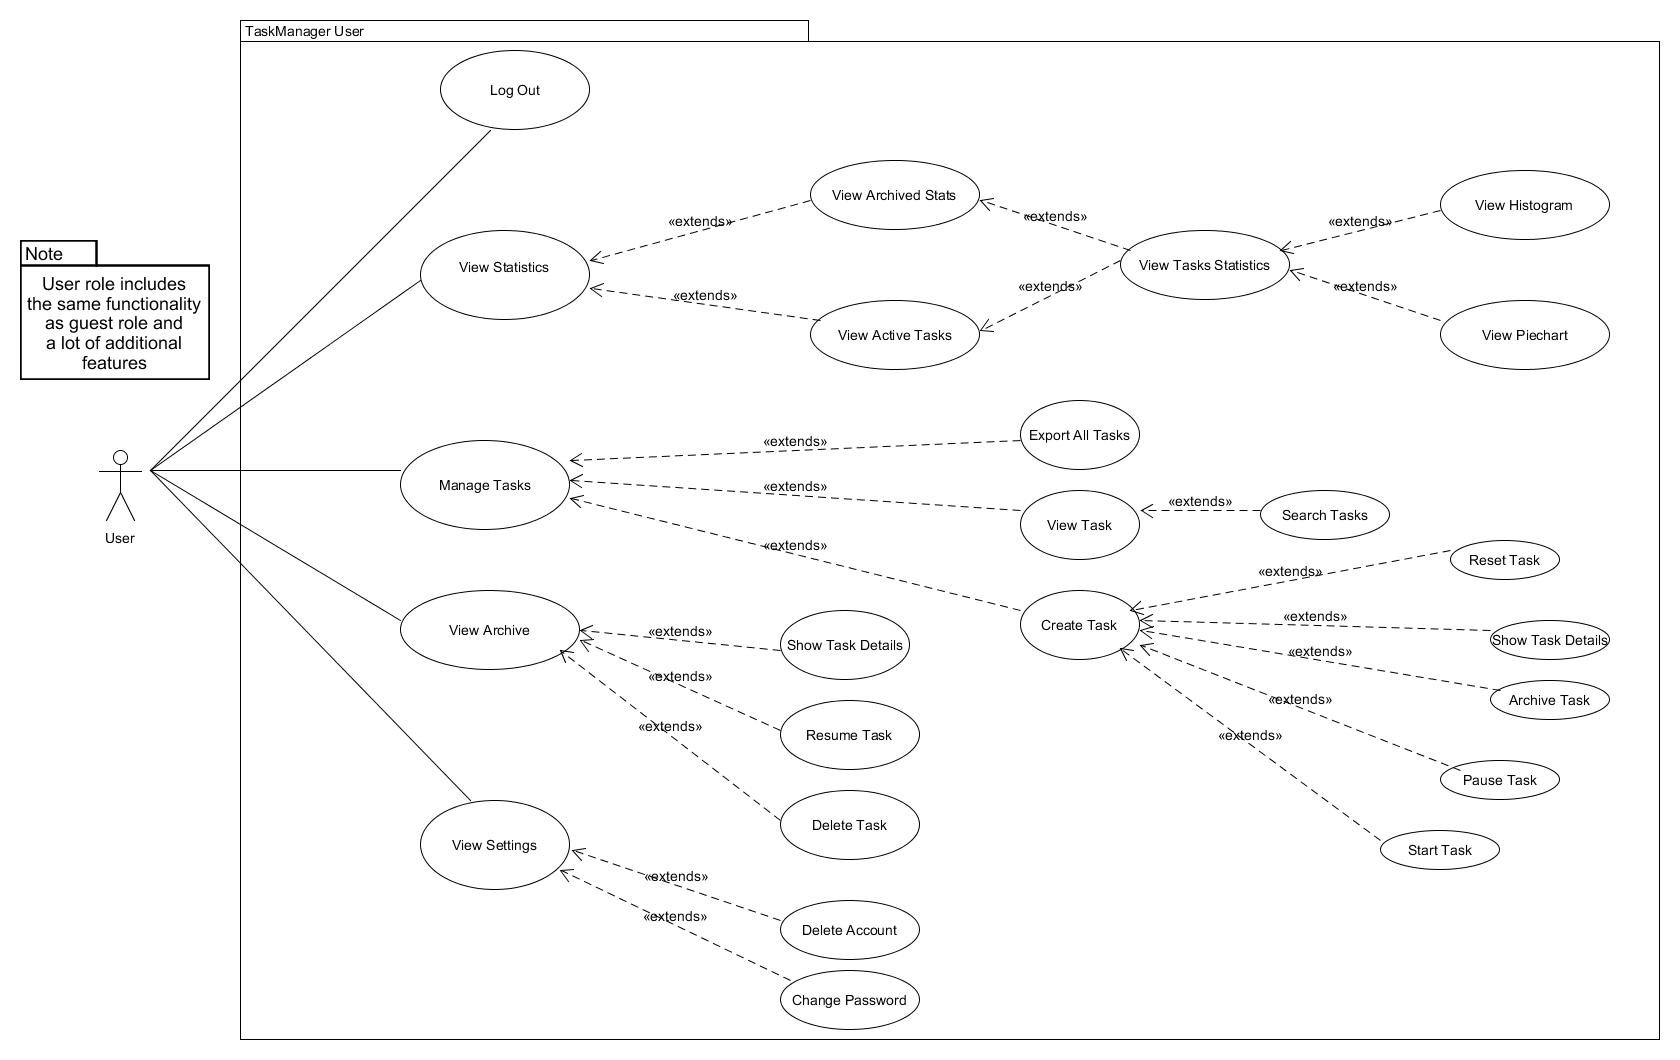 TaskManager User
Log Out
View Archived Stats
«extends»
«extends»
View Histogram
«extends»
View Statistics
View Tasks Statistics
«extends»
«extends»
«extends»
View Active Tasks
View Piechart
Note
User role includes
the same functionality
as guest role and
a lot of additional
features
Export All Tasks
«extends»
Manage Tasks
«extends»
View Task
«extends»
Search Tasks
User
«extends»
Reset Task
«extends»
Create Task
«extends»
Show Task Details
«extends»
Archive Task
«extends»
Pause Task
«extends»
Start Task
View Archive
«extends»
Show Task Details
«extends»
Resume Task
«extends»
Delete Task
View Settings
«extends»
Delete Account
«extends»
Change Password